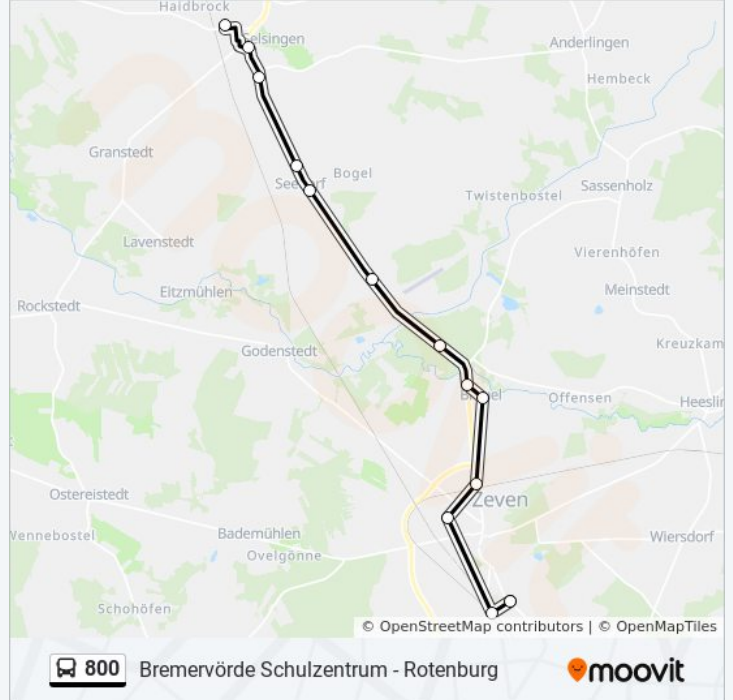 Haidbrock
Selsingen
Anderlingen
Hembeck
Granstedt
Bogel
Seedorf
Sassenholz
Twistenbostel
Lavenstedt
Vierenhöfen
Eitzmühlen
Meinstedt
Rockstedt
Godenstedt
Kreuzkam
Offensen
Heeslin
Ostereistedt
Zeven
Bademühlen
Wennebostel
Wiersdorf
Ovelgönne
Schohöfen
© OpenStreetMap contributors | © OpenMapTiles
800 Bremervörde Schulzentrum - Rotenburg
moovit